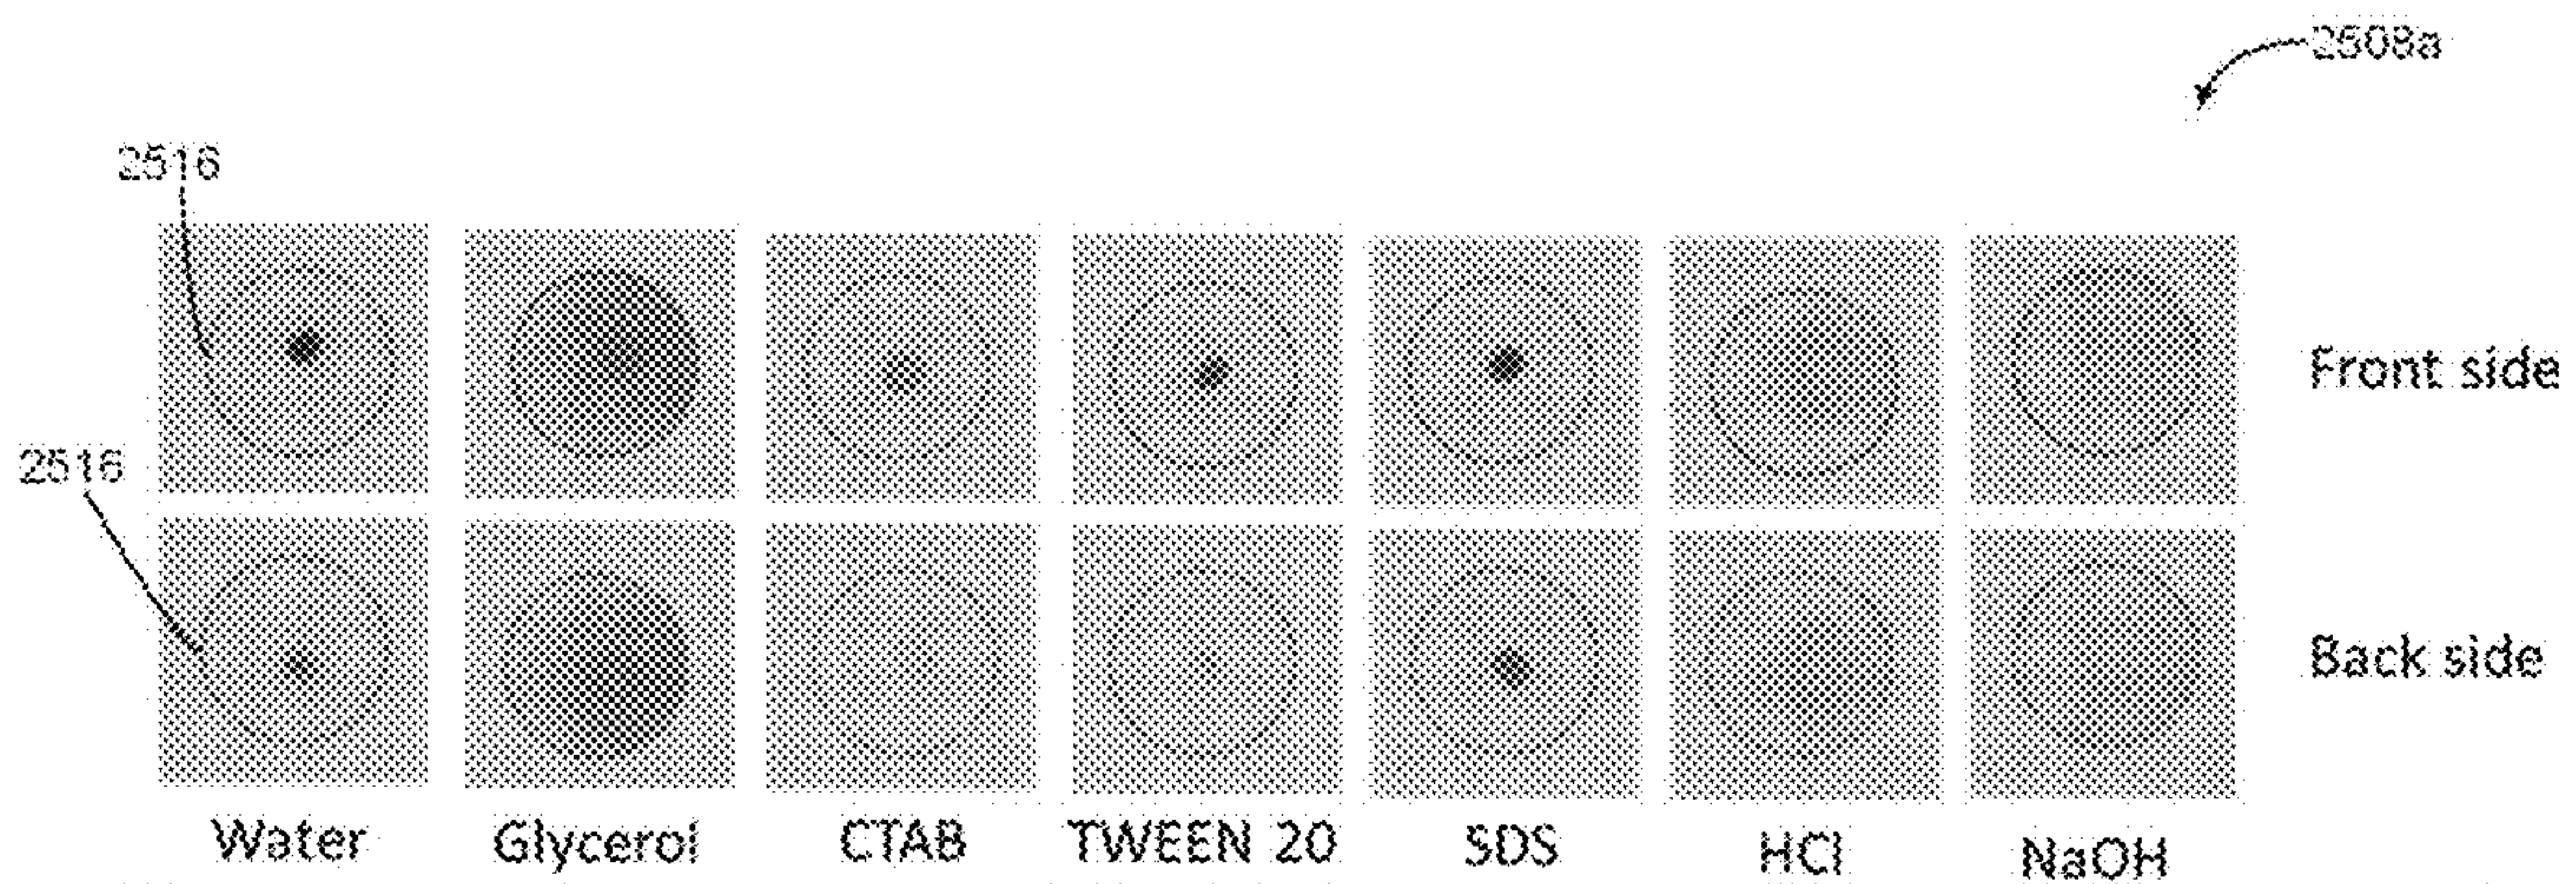 2508a
2516
Front side
2516
Back side
Water Glycerol CTAB TWEEN 20 SDS HCl NaOH